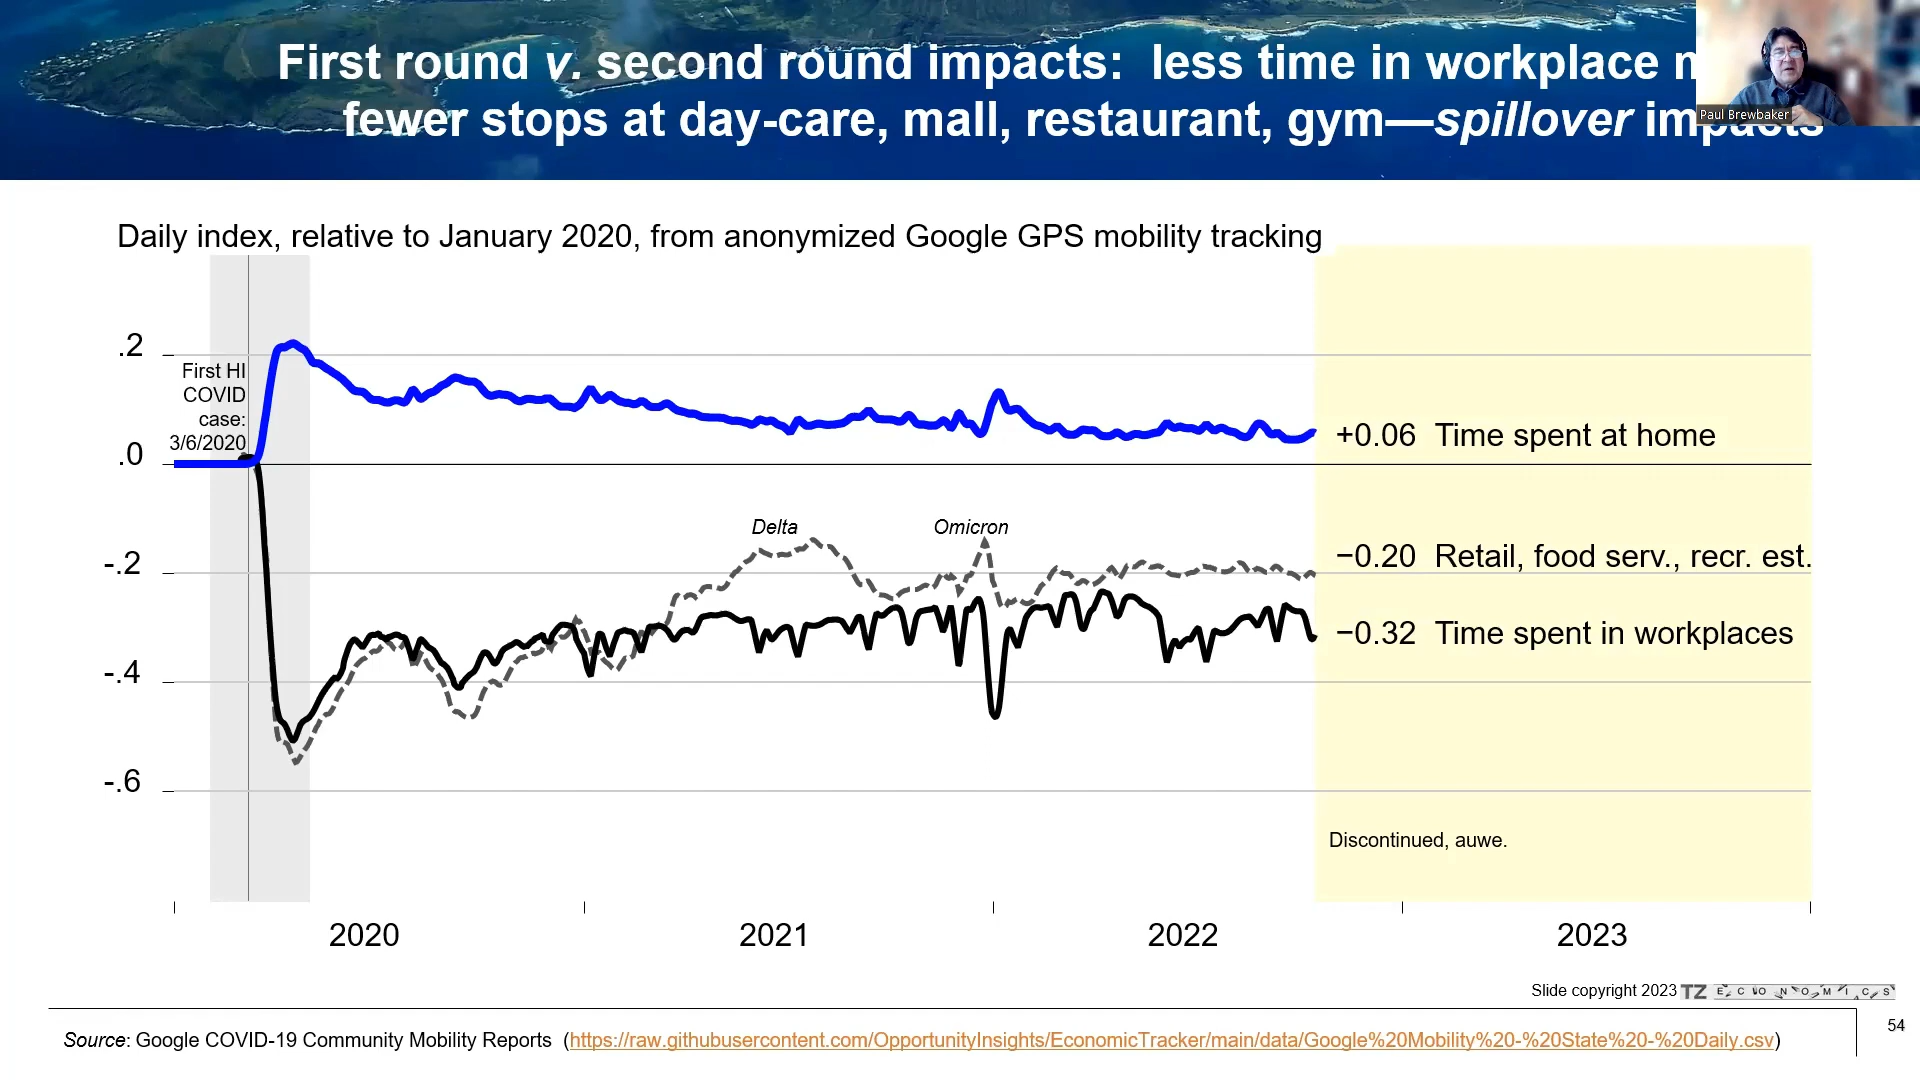 First round v. second round impacts: less time in workplace
fewer stops at day-care, mall, restaurant, gym—spillover impacts
Paul Brewbaker
Daily index, relative to January 2020, from anonymized Google GPS mobility tracking
.2
.0
-.2
-.4
-.6
First HI
COVID
case:
3/6/2020
Delta
Omicron
+0.06 Time spent at home
−0.20 Retail, food serv., recr. est.
−0.32 Time spent in workplaces
Discontinued, auwe.
2020
2021
2022
2023
Slide copyright 2023 TZ ECONOMICS
Source: Google COVID-19 Community Mobility Reports (https://raw.githubusercontent.com/OpportunityInsights/EconomicTracker/main/data/Google%20Mobility%20-%20State%20-%20Daily.csv)
54